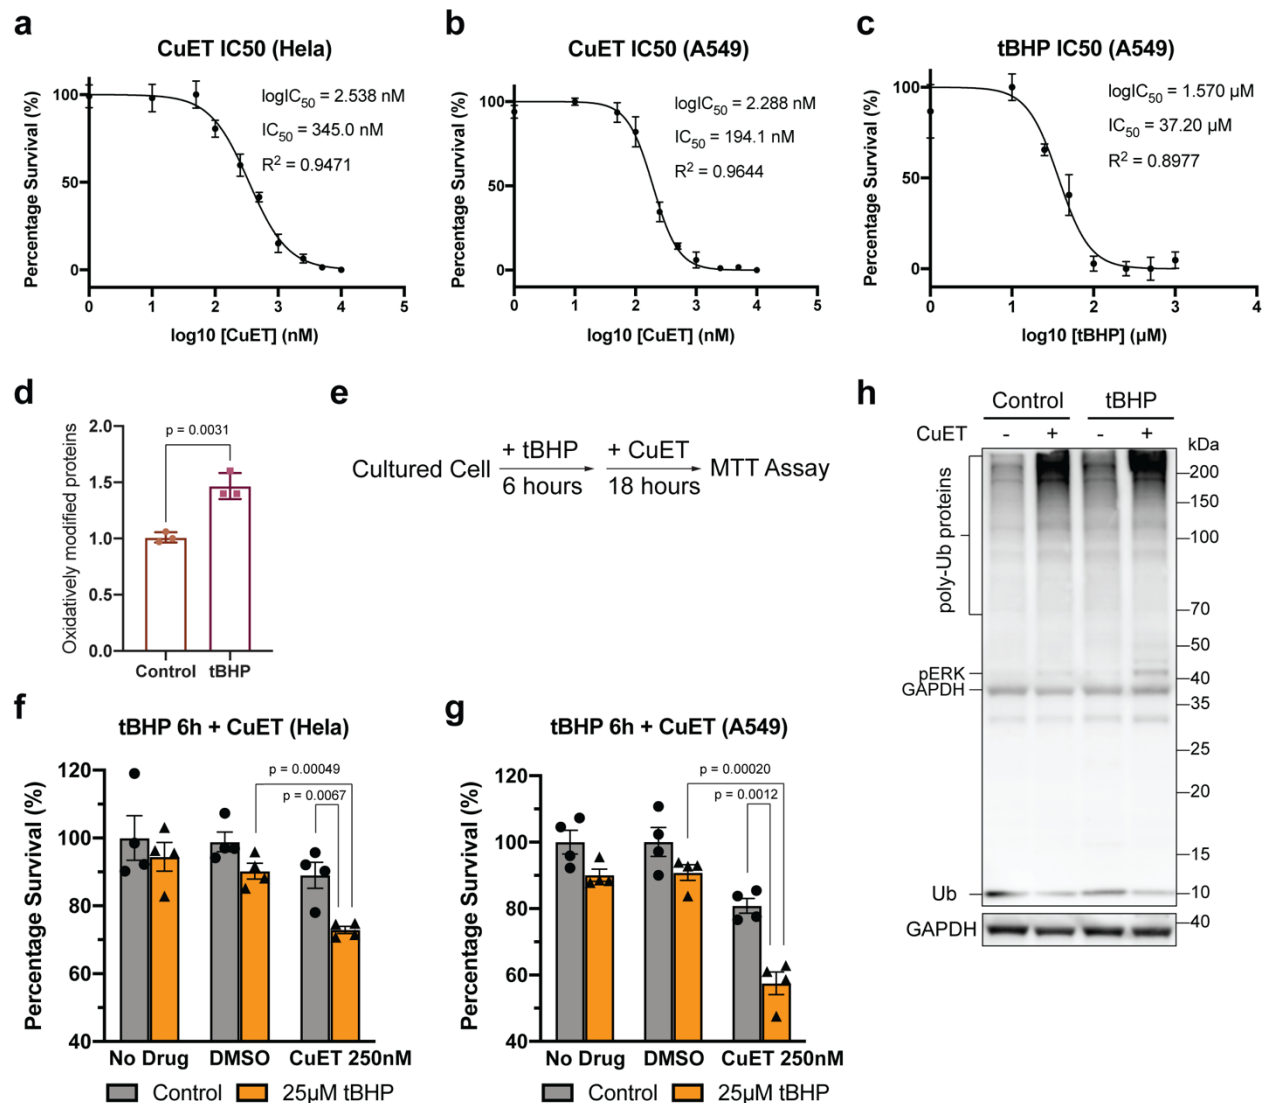 a
CuET IC50 (Hela)
Percentage Survival (%)
100
50
0
logIC50 = 2.538 nM
IC50 = 345.0 nM
R2 = 0.9471
0 1 2 3 4 5
log10 [CuET] (nM)
b
CuET IC50 (A549)
Percentage Survival (%)
100
50
0
logIC50 = 2.288 nM
IC50 = 194.1 nM
R2 = 0.9644
0 1 2 3 4 5
log10 [CuET] (nM)
c
tBHP IC50 (A549)
Percentage Survival (%)
100
50
0
logIC50 = 1.570 µM
IC50 = 37.20 µM
R2 = 0.8977
0 1 2 3 4
log10 [tBHP] (µM)
d
Oxidatively modified proteins
2.0
1.5
1.0
0.5
0.0
p = 0.0031
Control tBHP
e
Cultured Cell + tBHP 6 hours + CuET 18 hours MTT Assay
f
tBHP 6h + CuET (Hela)
Percentage Survival (%)
120
100
80
60
40
p = 0.00049
p = 0.0067
No Drug DMSO CuET 250nM
Control 25µM tBHP
g
tBHP 6h + CuET (A549)
Percentage Survival (%)
120
100
80
60
40
p = 0.00020
p = 0.0012
No Drug DMSO CuET 250nM
Control 25µM tBHP
h
Control tBHP
CuET - + - +
kDa
poly-Ub proteins
pERK
GAPDH
Ub
GAPDH
200
150
100
70
50
40
35
25
20
15
10
40